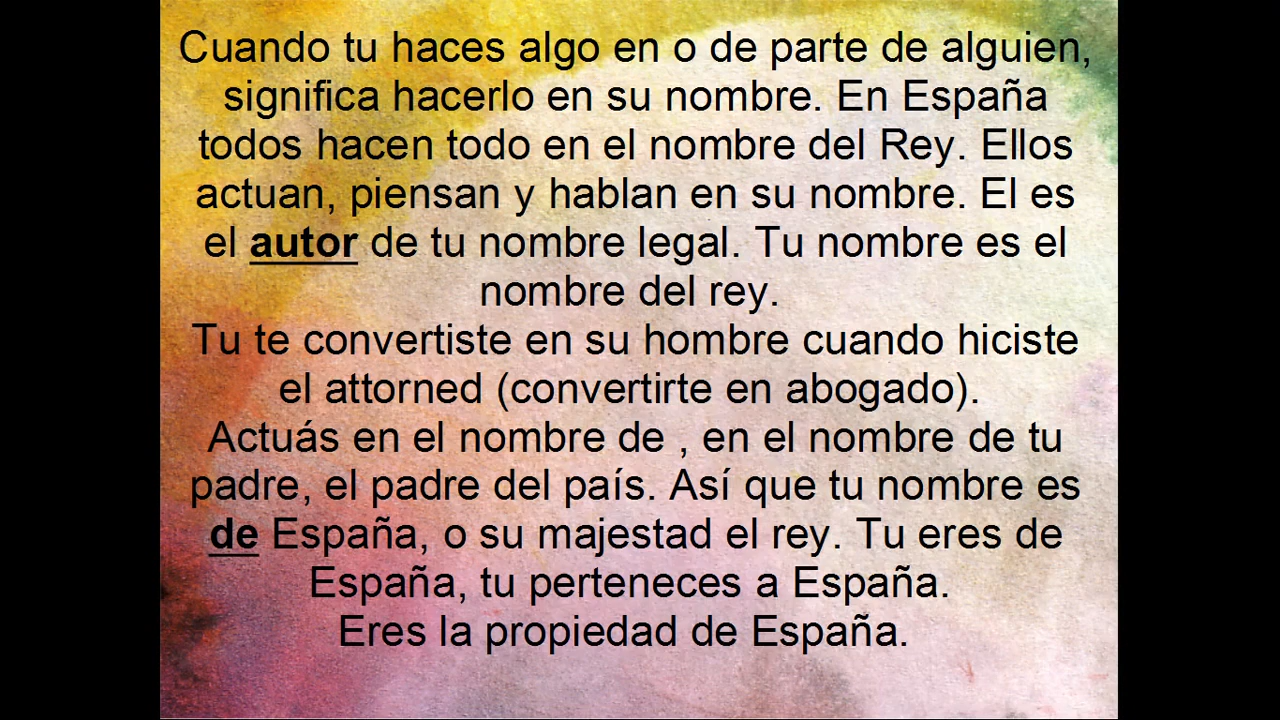 Cuando tu haces algo en o de parte de alguien,
significa hacerlo en su nombre. En España
todos hacen todo en el nombre del Rey. Ellos
actuan, piensan y hablan en su nombre. El es
el autor de tu nombre legal. Tu nombre es el
nombre del rey.
Tu te convertiste en su hombre cuando hiciste
el attorned (convertirte en abogado).
Actuás en el nombre de , en el nombre de tu
padre, el padre del país. Así que tu nombre es
de España, o su majestad el rey. Tu eres de
España, tu perteneces a España.
Eres la propiedad de España.